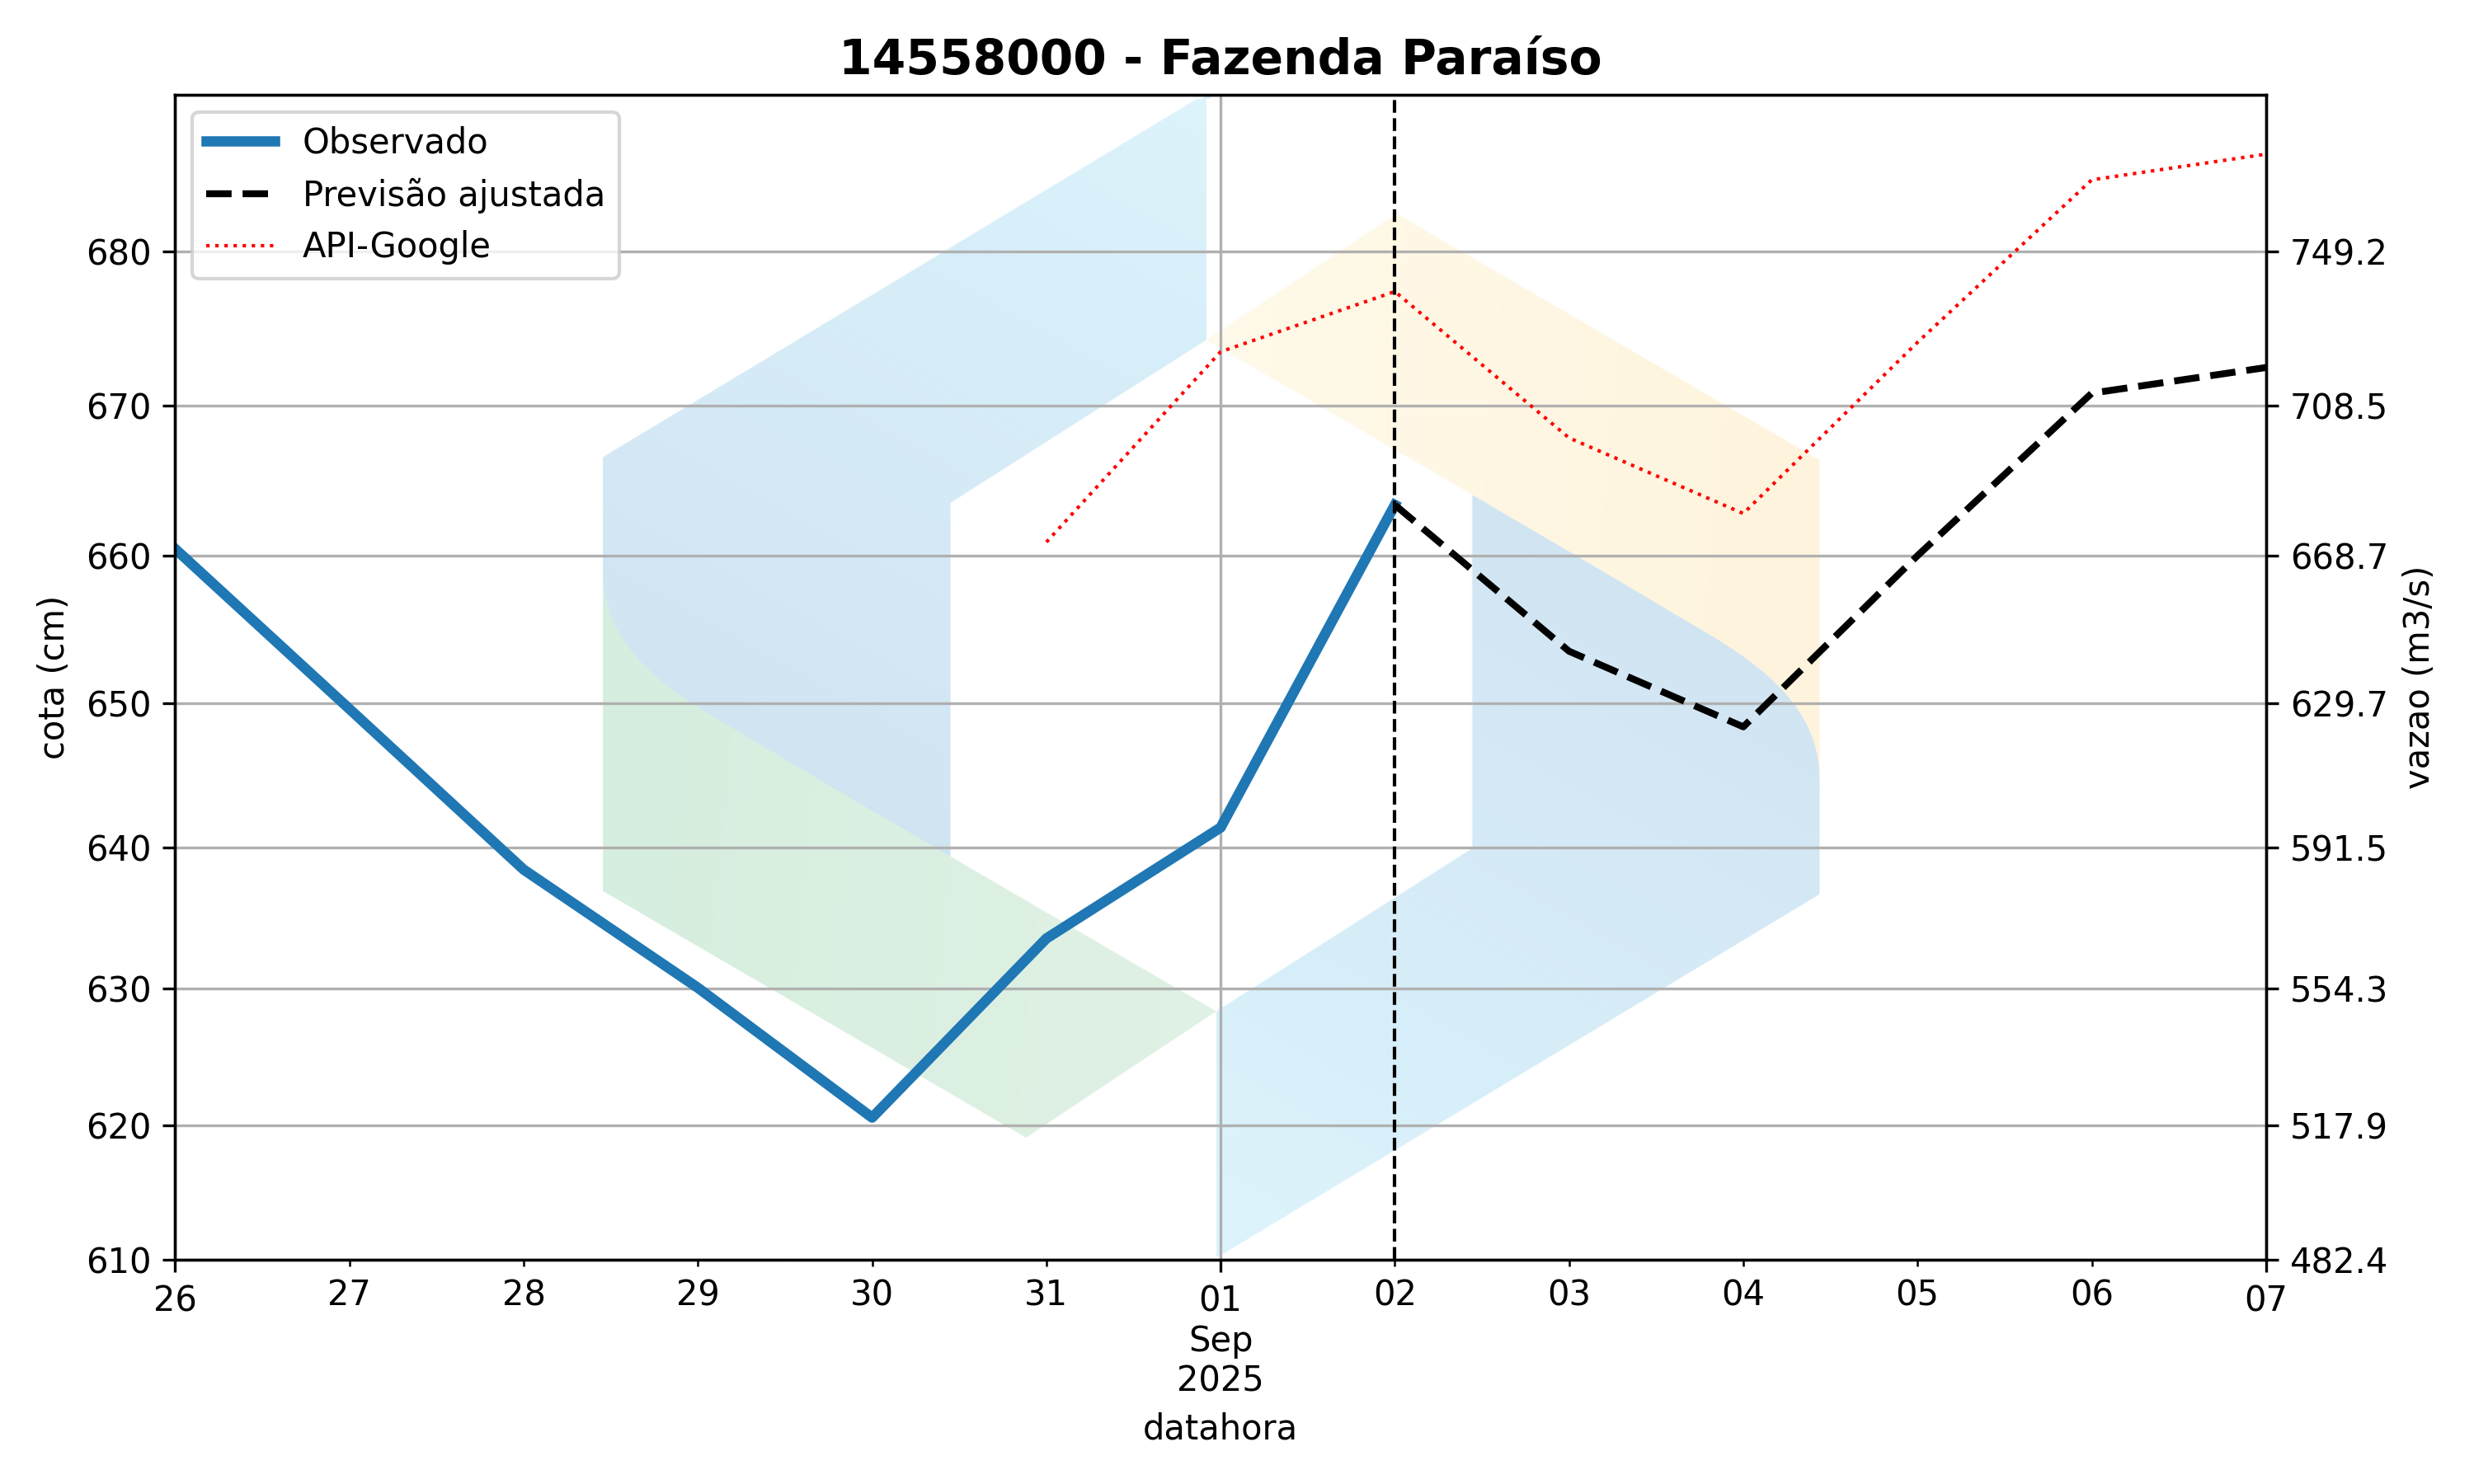 14558000 - Fazenda Paraíso
Observado
Previsão ajustada
API-Google
680
670
660
650
640
630
620
610
cota (cm)
749.2
708.5
668.7
629.7
591.5
554.3
517.9
482.4
vazao (m3/s)
26 27 28 29 30 31 01 02 03 04 05 06 07
Sep
2025
datahora